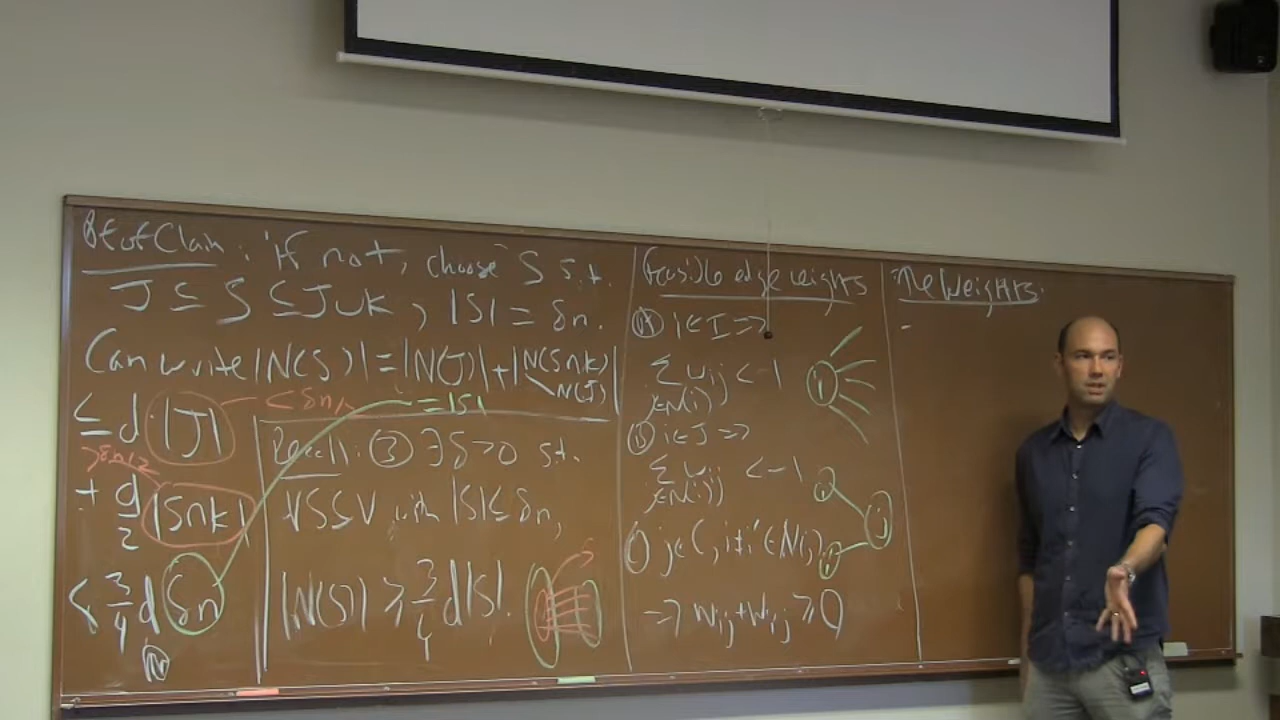 Pf of Claim: If not, choose S s.t.
J ⊆ S ⊆ J∪K, |S| = δn.
Can write |N(S)| = |N(J)| + |N(S∩K)\N(J)|
≤ d·|J| < δn/2
> δn/2
+ d/2 |S∩K|
< 3/4 d δn
= |S|
Recall: ③ ∃δ>0 s.t.
∀S⊆V with |S| ≤ δn,
|N(S)| ≥ 3/4 d|S|.
S
Feasible edge weights
(A) i∈I =>
Σ w_ij < 1
j∈N(i)
i
(B) i∈J =>
Σ w_ij < -1
j∈N(i)
(C) j∈C, i≠i'∈N(j)
=> w_ij + w_i'j ≥ 0
i
j
i'
The Weights:
-